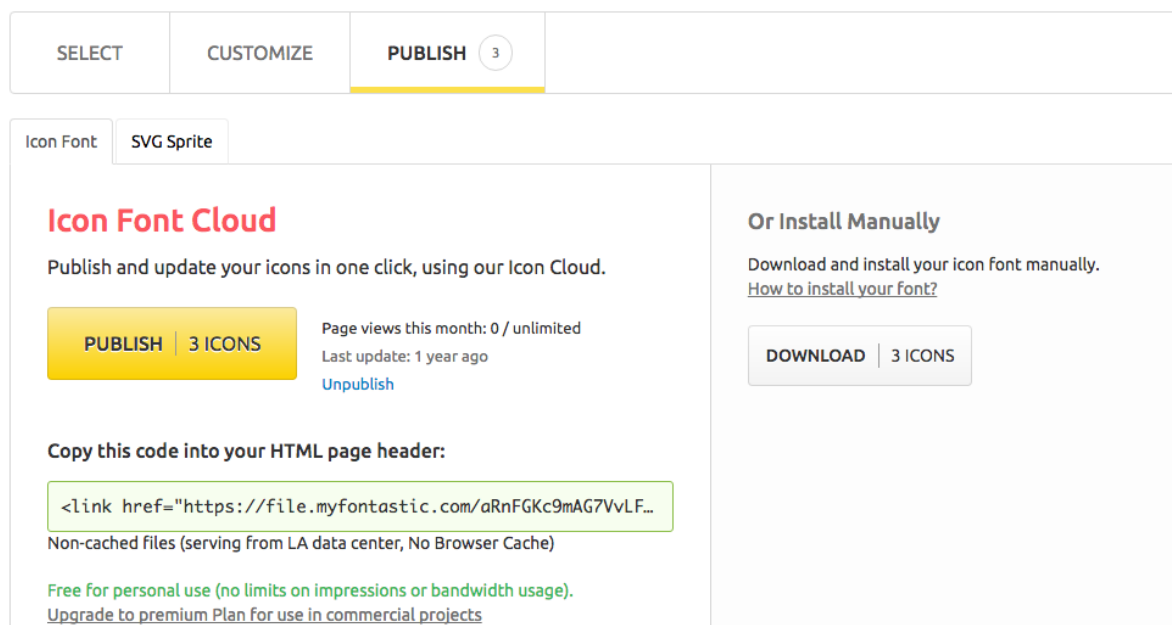 SELECT
CUSTOMIZE
PUBLISH 3
Icon Font
SVG Sprite
Icon Font Cloud
Publish and update your icons in one click, using our Icon Cloud.
PUBLISH | 3 ICONS
Page views this month: 0 / unlimited
Last update: 1 year ago
Unpublish
Copy this code into your HTML page header:
<link href="https://file.myfontastic.com/aRnFGKc9mAG7VvLF…
Non-cached files (serving from LA data center, No Browser Cache)
Free for personal use (no limits on impressions or bandwidth usage).
Upgrade to premium Plan for use in commercial projects
Or Install Manually
Download and install your icon font manually.
How to install your font?
DOWNLOAD | 3 ICONS